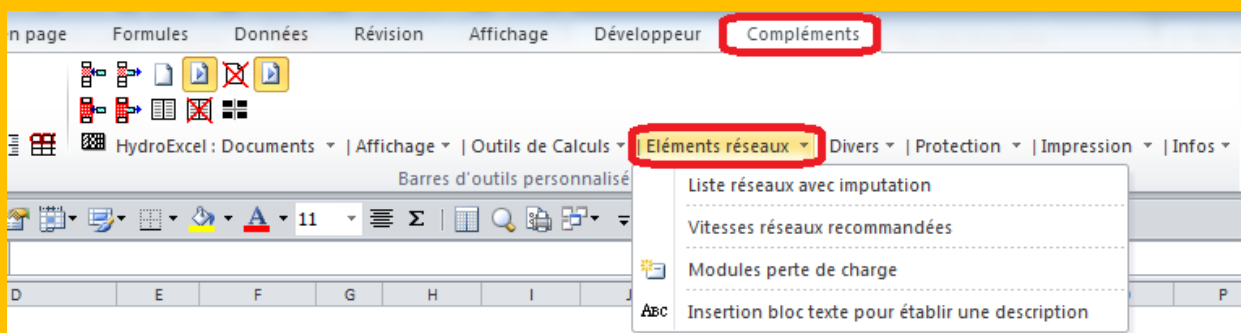 n page Formules Données Révision Affichage Développeur Compléments
HydroExcel : Documents | Affichage | Outils de Calculs | Eléments réseaux Divers | Protection | Impression | Infos
Barres d'outils personnalisé
Liste réseaux avec imputation
A 11 Σ
Vitesses réseaux recommandées
Modules perte de charge
D E F G H I J P
ABC Insertion bloc texte pour établir une description